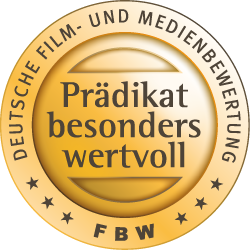 DEUTSCHE FILM- UND MEDIENBEWERTUNG
Prädikat
besonders
wertvoll
FBW